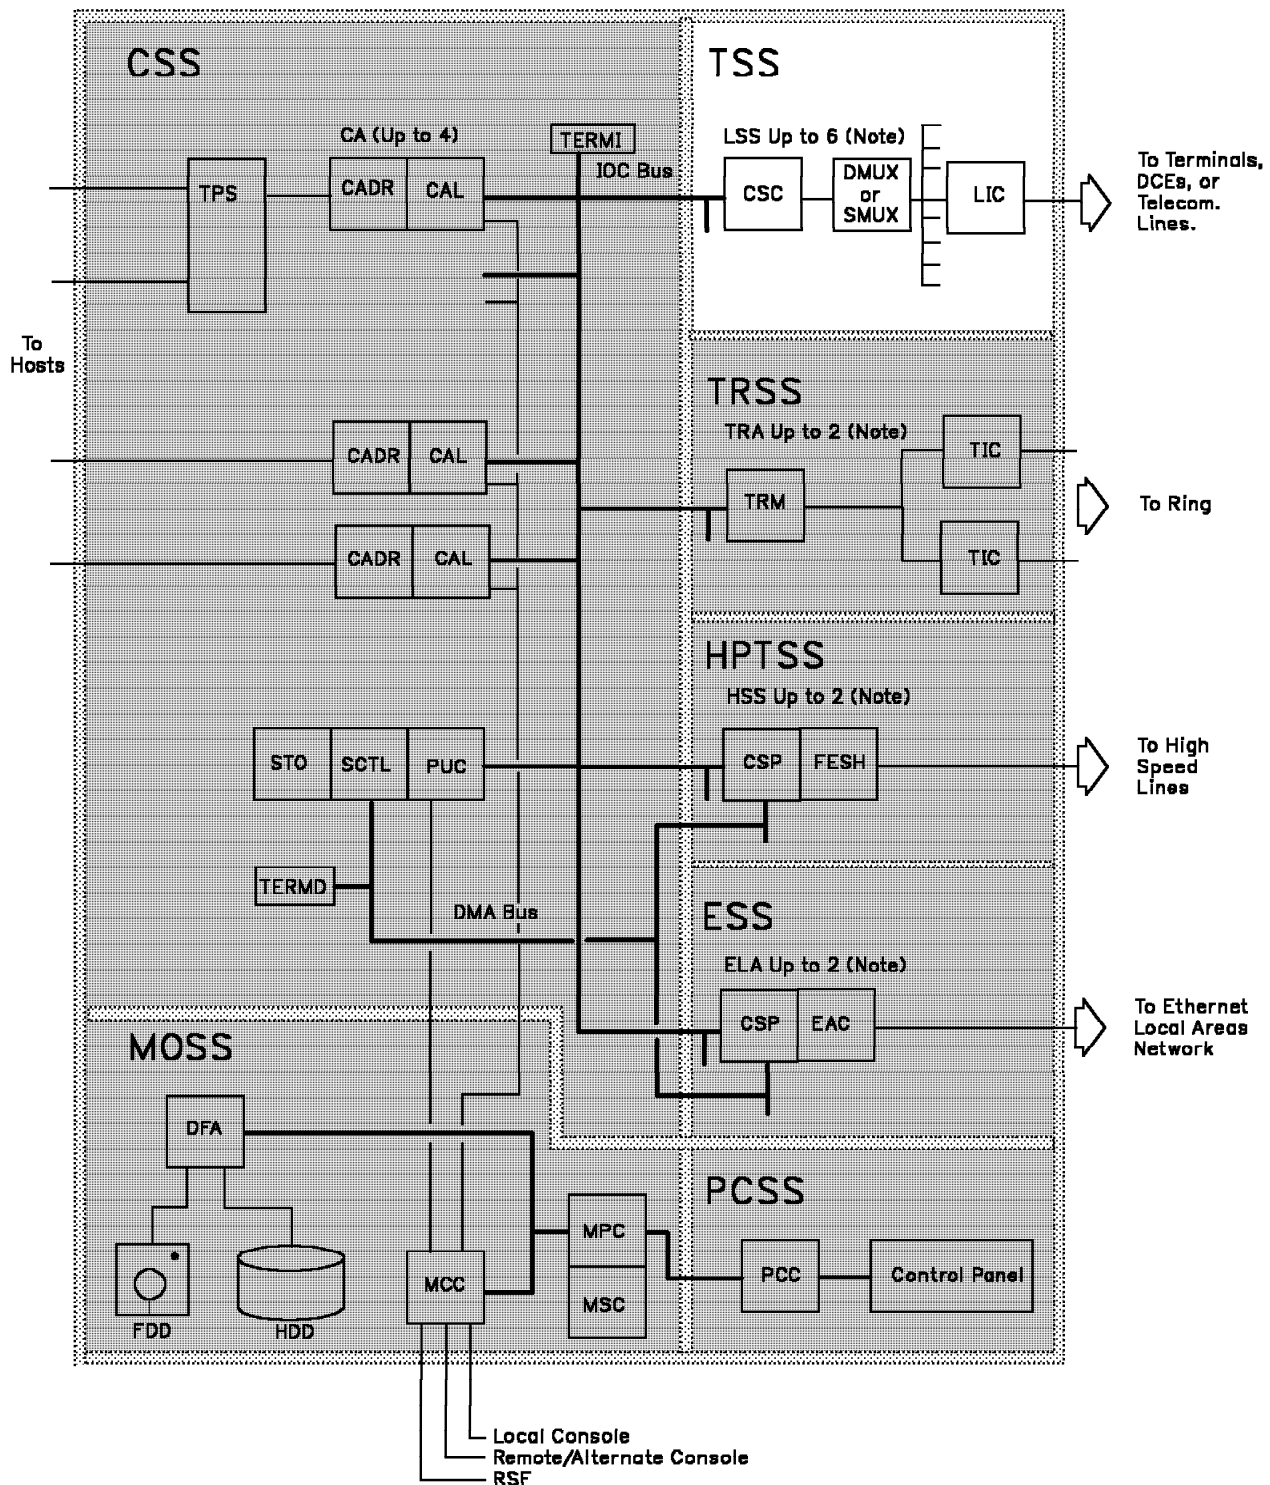 CSS
TSS
CA (Up to 4)
TERMI
IOC Bus
LSS Up to 6 (Note)
TPS
CADR
CAL
CSC
DMUX
or
SMUX
LIC
To Terminals,
DCEs, or
Telecom.
Lines.
To
Hosts
TRSS
TRA Up to 2 (Note)
CADR
CAL
TIC
TRM
To Ring
CADR
CAL
TIC
HPTSS
HSS Up to 2 (Note)
STO
SCTL
PUC
CSP
FESH
To High
Speed
Lines
TERMD
DMA Bus
ESS
ELA Up to 2 (Note)
CSP
EAC
To Ethernet
Local Areas
Network
MOSS
DFA
PCSS
MPC
MSC
MCC
PCC
Control Panel
FDD
HDD
Local Console
Remote/Alternate Console
RSF